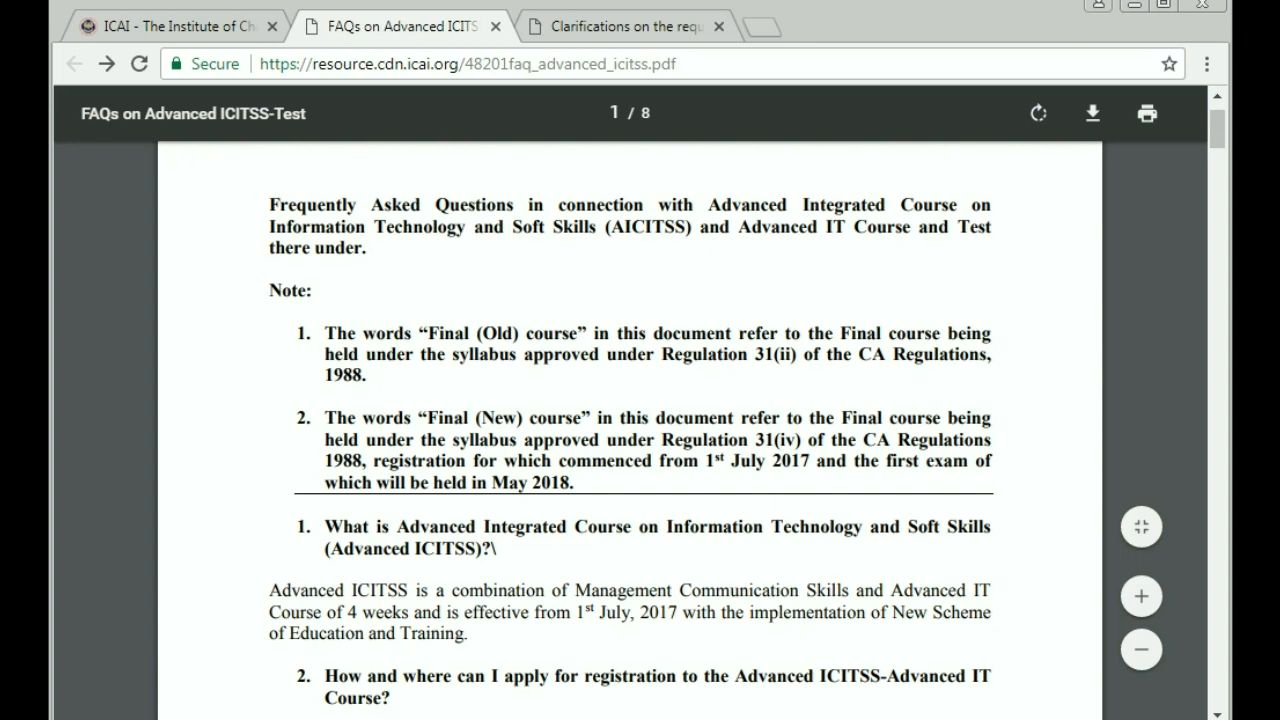 ICAI - The Institute of Ch
FAQs on Advanced ICITS
Clarifications on the requ
Secure https://resource.cdn.icai.org/48201faq_advanced_icitss.pdf
FAQs on Advanced ICITSS-Test
1 / 8
Frequently Asked Questions in connection with Advanced Integrated Course on
Information Technology and Soft Skills (AICITSS) and Advanced IT Course and Test
there under.
Note:
1. The words “Final (Old) course” in this document refer to the Final course being
held under the syllabus approved under Regulation 31(ii) of the CA Regulations,
1988.
2. The words “Final (New) course” in this document refer to the Final course being
held under the syllabus approved under Regulation 31(iv) of the CA Regulations
1988, registration for which commenced from 1st July 2017 and the first exam of
which will be held in May 2018.
1. What is Advanced Integrated Course on Information Technology and Soft Skills
(Advanced ICITSS)?\
Advanced ICITSS is a combination of Management Communication Skills and Advanced IT
Course of 4 weeks and is effective from 1st July, 2017 with the implementation of New Scheme
of Education and Training.
2. How and where can I apply for registration to the Advanced ICITSS-Advanced IT
Course?